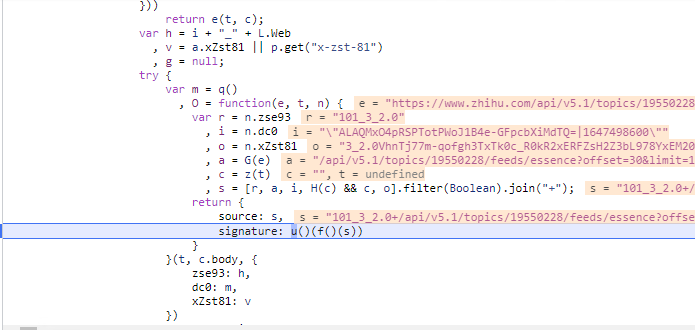 }))
return e(t, c);
var h = i + "_" + L.Web
, v = a.xZst81 || p.get("x-zst-81")
, g = null;
try {
var m = q()
, O = function(e, t, n) { e = "https://www.zhihu.com/api/v5.1/topics/19550228/
var r = n.zse93 r = "101_3_2.0"
, i = n.dc0 i = "\"ALAQMxO4pRSPTotPWoJ1B4e-GFpcbXiMdTQ=|1647498600\""
, o = n.xZst81 o = "3_2.0VhnTj77m-qofgh3TxTk0c_R0kR2xERFZsH2Z3bL978YxEM20
, a = G(e) a = "/api/v5.1/topics/19550228/feeds/essence?offset=30&limit=1
, c = z(t) c = "", t = undefined
, s = [r, a, i, H(c) && c, o].filter(Boolean).join("+"); s = "101_3_2.0+/
return {
source: s, s = "101_3_2.0+/api/v5.1/topics/19550228/feeds/essence?offse
signature: u()(f()(s))
}
}(t, c.body, {
zse93: h,
dc0: m,
xZst81: v
})